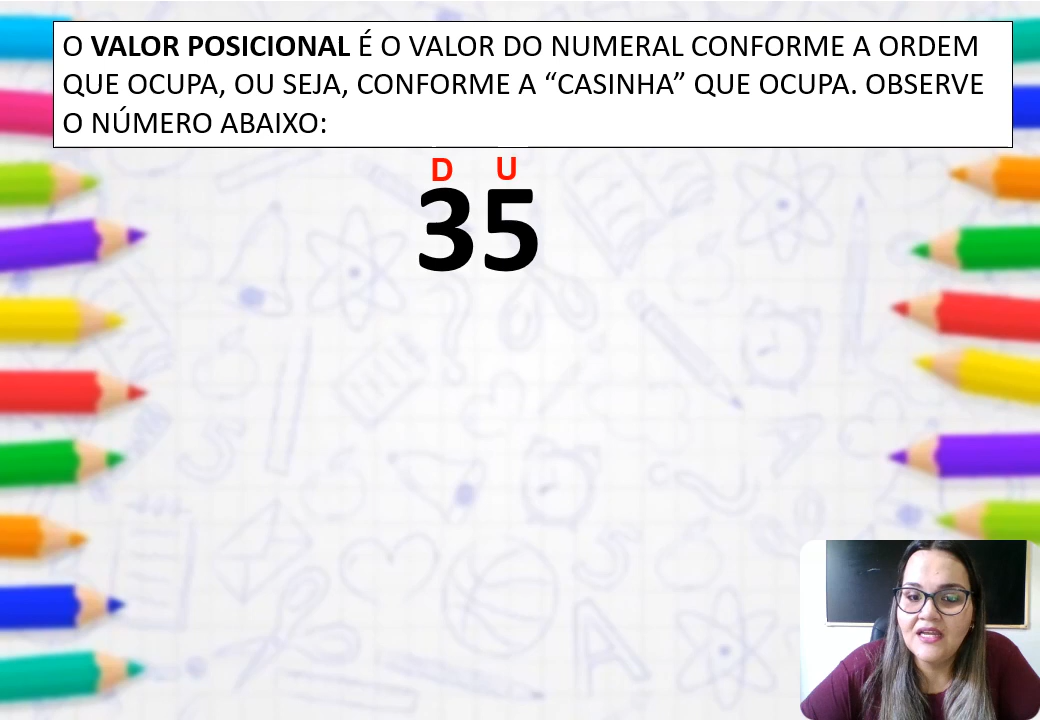 O VALOR POSICIONAL É O VALOR DO NUMERAL CONFORME A ORDEM
QUE OCUPA, OU SEJA, CONFORME A “CASINHA” QUE OCUPA. OBSERVE
O NÚMERO ABAIXO:
D U
35